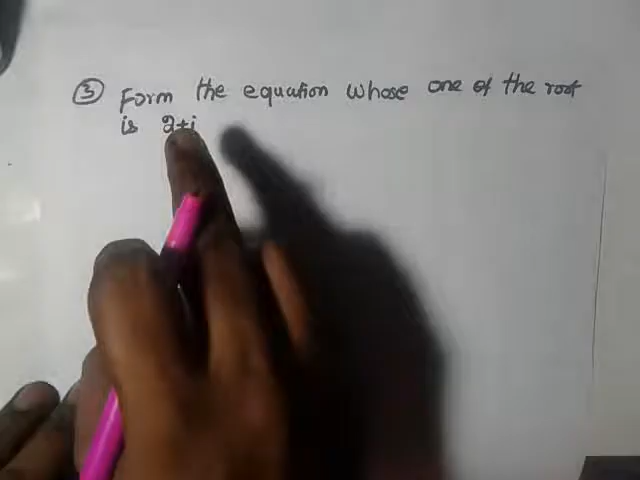 ③ Form the equation whose one of the root
is 2+i